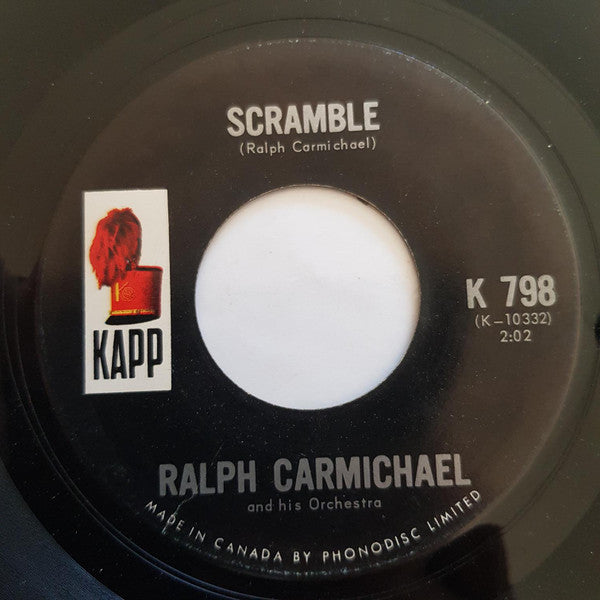 SCRAMBLE
(Ralph Carmichael)
KAPP
K 798
(K-10332)
2:02
RALPH CARMICHAEL
and his Orchestra
MADE IN CANADA BY PHONODISC LIMITED